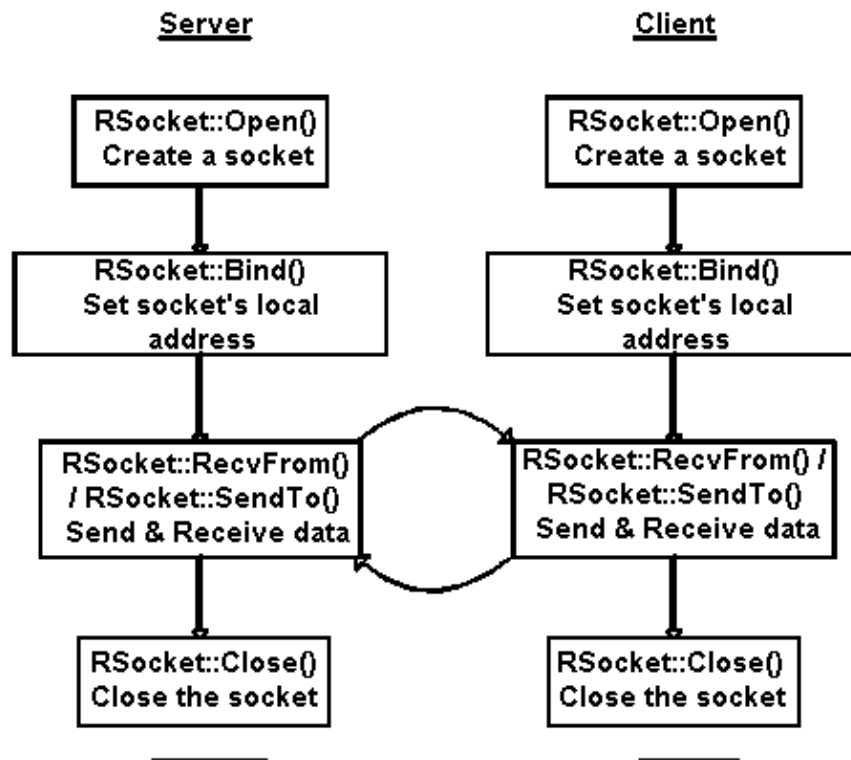 Server
RSocket::Open()
Create a socket
RSocket::Bind()
Set socket's local
address
RSocket::RecvFrom()
/ RSocket::SendTo()
Send & Receive data
RSocket::Close()
Close the socket
Client
RSocket::Open()
Create a socket
RSocket::Bind()
Set socket's local
address
RSocket::RecvFrom() /
RSocket::SendTo()
Send & Receive data
RSocket::Close()
Close the socket